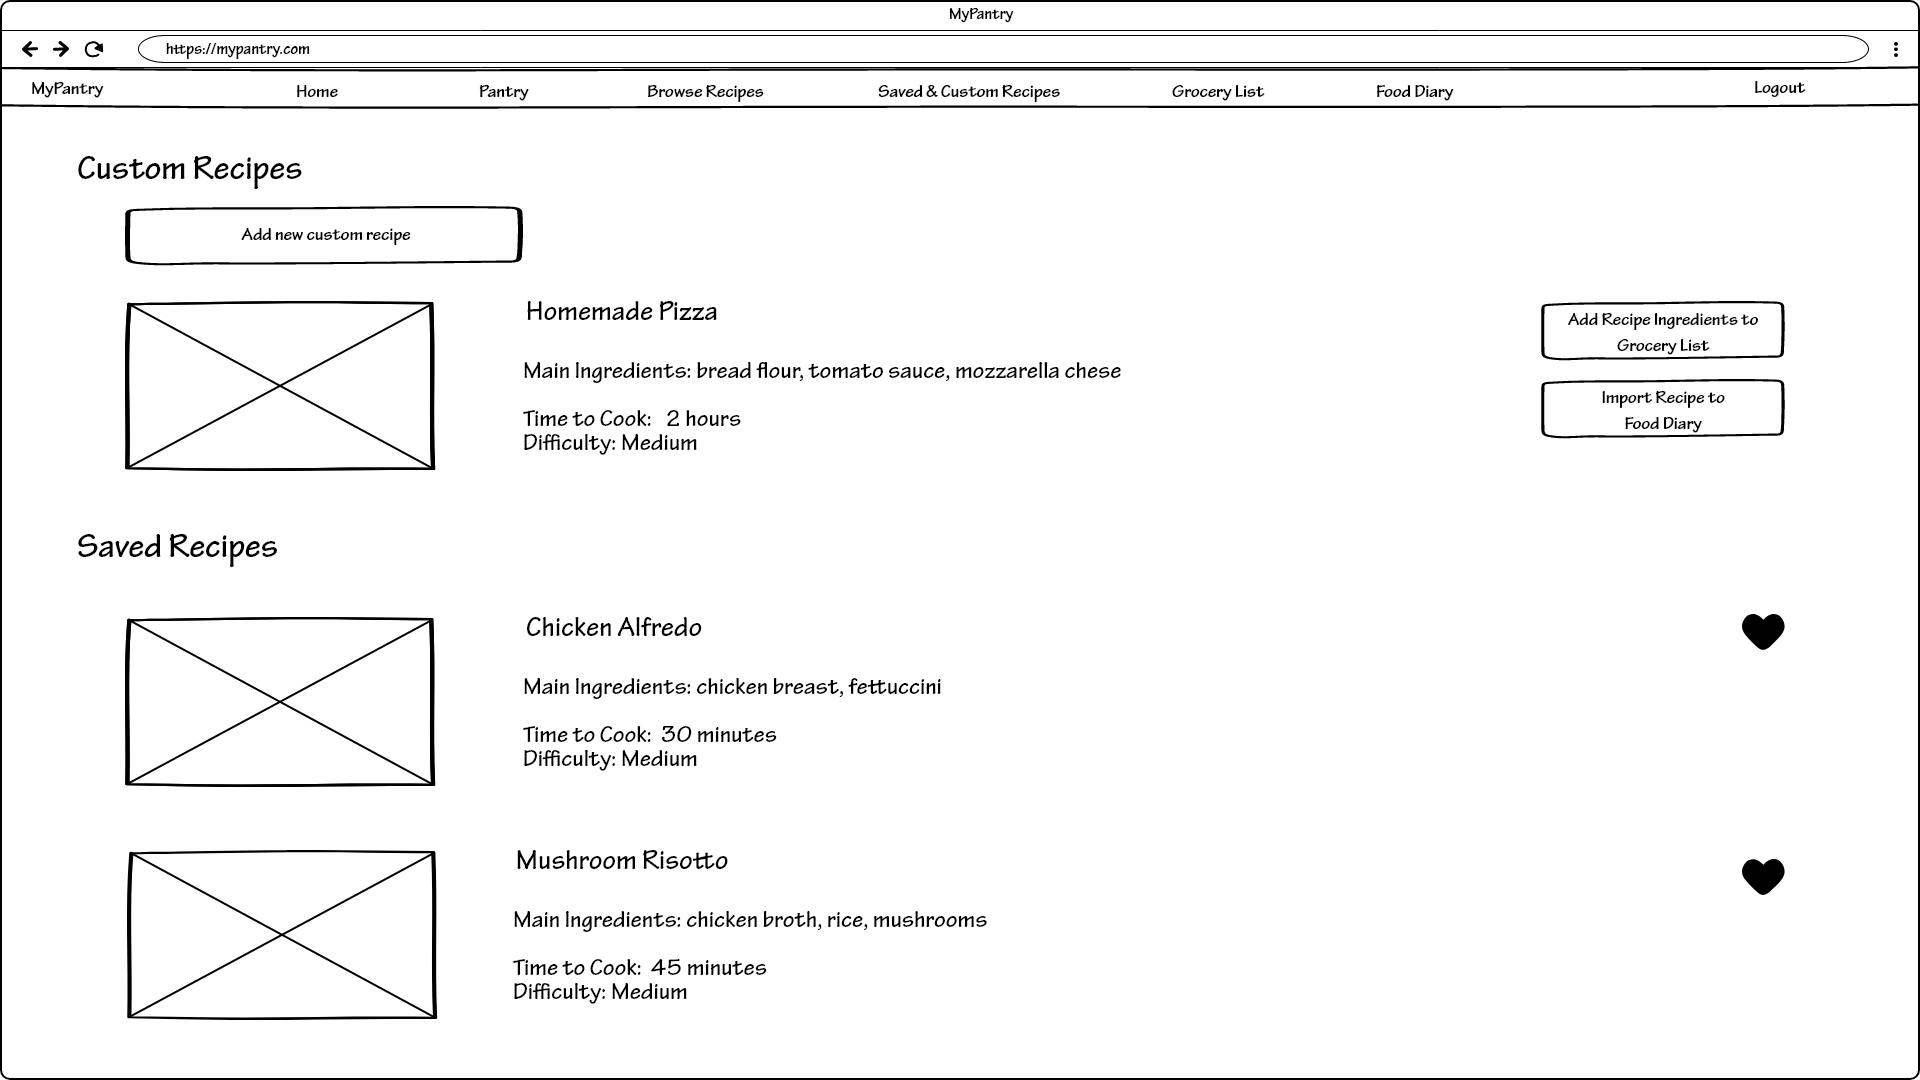 MyPantry
https://mypantry.com
MyPantry Home Pantry Browse Recipes Saved & Custom Recipes Grocery List Food Diary Logout
Custom Recipes
Add new custom recipe
Homemade Pizza
Main Ingredients: bread flour, tomato sauce, mozzarella chese
Time to Cook: 2 hours
Difficulty: Medium
Add Recipe Ingredients to
Grocery List
Import Recipe to
Food Diary
Saved Recipes
Chicken Alfredo
Main Ingredients: chicken breast, fettuccini
Time to Cook: 30 minutes
Difficulty: Medium
Mushroom Risotto
Main Ingredients: chicken broth, rice, mushrooms
Time to Cook: 45 minutes
Difficulty: Medium